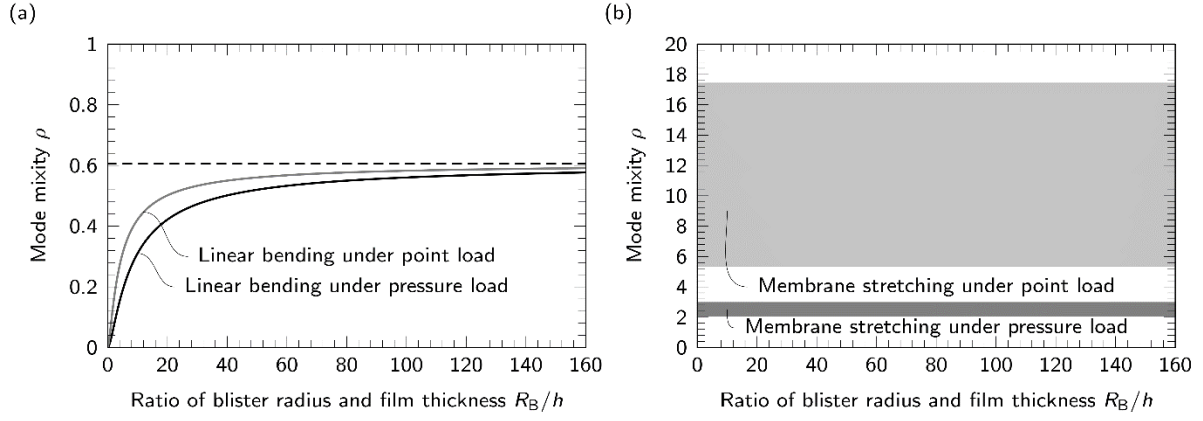 (a)
1
0.8
0.6
0.4
0.2
0
Mode mixity ρ
Linear bending under point load
Linear bending under pressure load
0 20 40 60 80 100 120 140 160
Ratio of blister radius and film thickness R_B/h
(b)
20
18
16
14
12
10
8
6
4
2
0
Mode mixity ρ
Membrane stretching under point load
Membrane stretching under pressure load
0 20 40 60 80 100 120 140 160
Ratio of blister radius and film thickness R_B/h